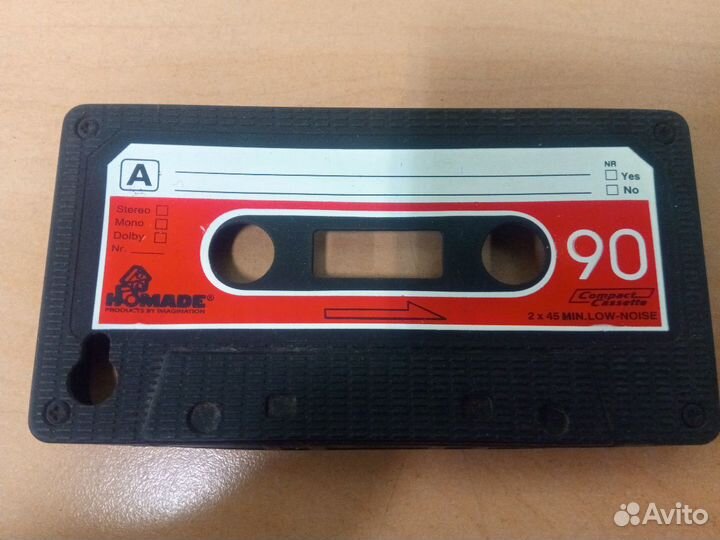 A
NR
Yes
No
Stereo
Mono
Dolby
Nr.
90
HOMADE®
PRODUCTS BY IMAGINATION
Compact
Cassette
2 x 45 MIN.LOW-NOISE
Avito